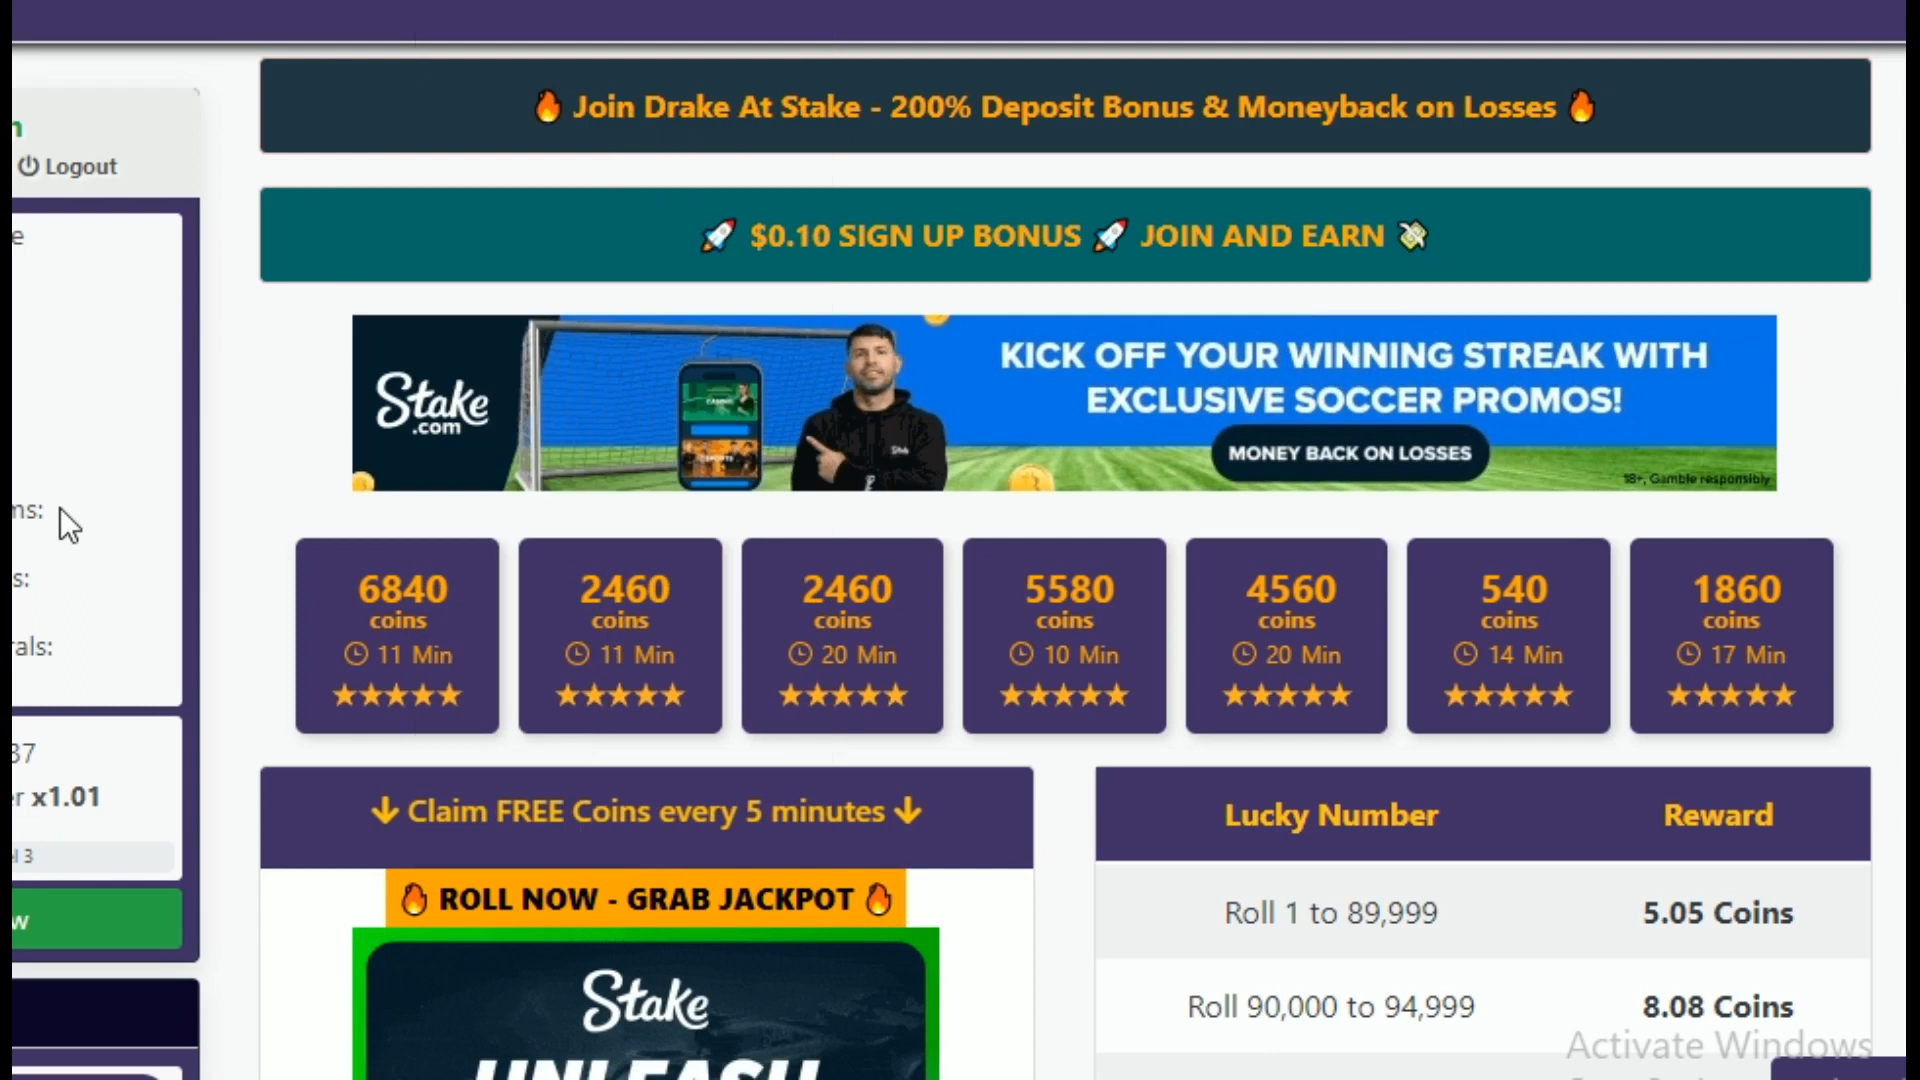 🔥 Join Drake At Stake - 200% Deposit Bonus & Moneyback on Losses 🔥
n
Logout
🚀 $0.10 SIGN UP BONUS 🚀 JOIN AND EARN 💸
e
Stake
.com
KICK OFF YOUR WINNING STREAK WITH
EXCLUSIVE SOCCER PROMOS!
MONEY BACK ON LOSSES
18+, Gamble responsibly
ns:
s:
als:
6840
coins
11 Min
★★★★★
2460
coins
11 Min
★★★★★
2460
coins
20 Min
★★★★★
5580
coins
10 Min
★★★★★
4560
coins
20 Min
★★★★★
540
coins
14 Min
★★★★★
1860
coins
17 Min
★★★★★
37
r x1.01
l 3
w
↓ Claim FREE Coins every 5 minutes ↓
🔥 ROLL NOW - GRAB JACKPOT 🔥
Stake
UNLEASH
Lucky Number Reward
Roll 1 to 89,999 5.05 Coins
Roll 90,000 to 94,999 8.08 Coins
Activate Windows